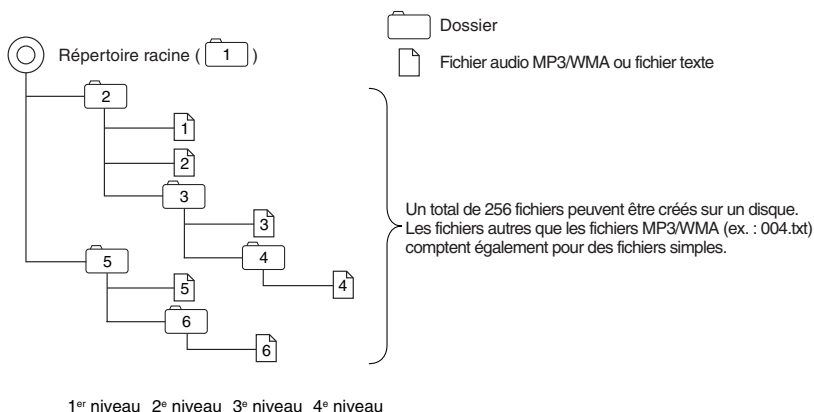 Dossier
Répertoire racine ( 1 )
Fichier audio MP3/WMA ou fichier texte
2
1
2
3
3
Un total de 256 fichiers peuvent être créés sur un disque.
Les fichiers autres que les fichiers MP3/WMA (ex. : 004.txt)
comptent également pour des fichiers simples.
4
5
5
4
6
6
1er niveau 2e niveau 3e niveau 4e niveau